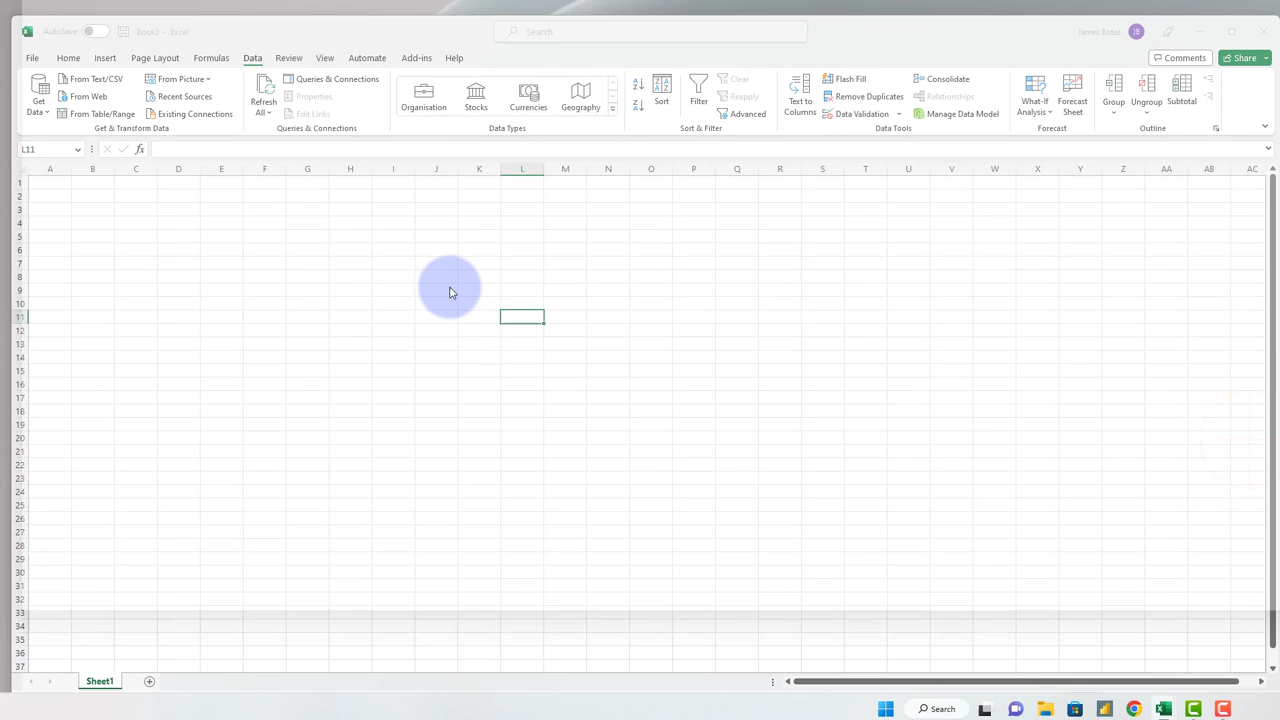 AutoSave Book2 - Excel Search James Botes JB
File Home Insert Page Layout Formulas Data Review View Automate Add-ins Help Comments Share
Get Data From Text/CSV From Web From Table/Range From Picture Recent Sources Existing Connections
Get & Transform Data
Refresh All Queries & Connections Properties Edit Links
Queries & Connections
Organisation Stocks Currencies Geography
Data Types
Sort Filter Clear Reapply Advanced
Sort & Filter
Text to Columns Flash Fill Remove Duplicates Data Validation Consolidate Relationships Manage Data Model
Data Tools
What-If Analysis Forecast Sheet
Forecast
Group Ungroup Subtotal
Outline
L11 fx
A B C D E F G H I J K L M N O P Q R S T U V W X Y Z AA AB AC
1
2
3
4
5
6
7
8
9
10
11
12
13
14
15
16
17
18
19
20
21
22
23
24
25
26
27
28
29
30
31
32
33
34
35
36
37
Sheet1
Search